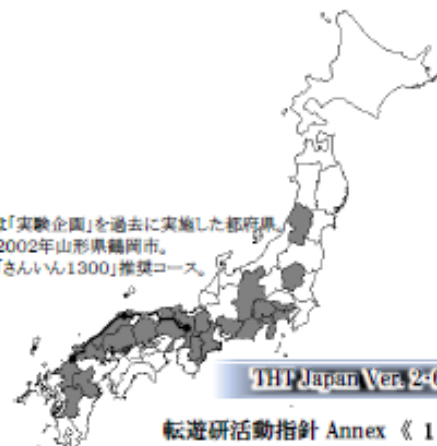 は「実験企画」を過去に実施した都府県。
2002年山形県鶴岡市。
「さんいん1300」推奨コース。
THT Japan Ver. 2-0
転遊研活動指針 Annex 《 1